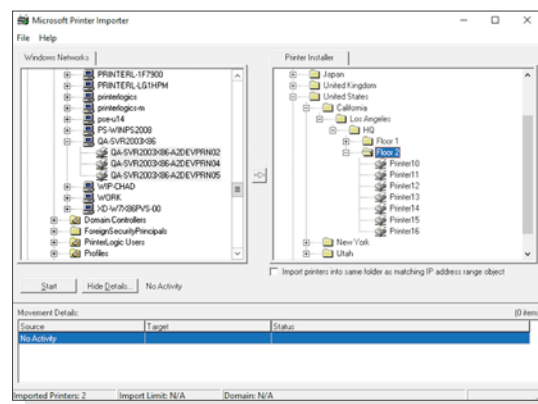 Microsoft Printer Importer
File Help
Windows Networks
PRINTERL-1F7900
PRINTERL-LG1HPM
printerlogics
printerlogics-m
pse-u14
PS-WINPS2008
QA-SVR2003X86
QA-SVR2003X86-A2DEVPRN02
QA-SVR2003X86-A2DEVPRN04
QA-SVR2003X86-A2DEVPRN05
WIP-CHAD
WORK
XD-W7X86PVS-00
Domain Controllers
ForeignSecurityPrincipals
PrinterLogic Users
Profiles
Printer Installer
Japan
United Kingdom
United States
California
Los Angeles
HQ
Floor 1
Floor 2
Printer10
Printer11
Printer12
Printer13
Printer14
Printer15
Printer16
New York
Utah
Import printers into same folder as matching IP address range object
Start Hide Details... No Activity
Movement Details: (0 items
Source Target Status
No Activity
Imported Printers: 2 Import Limit: N/A Domain: N/A